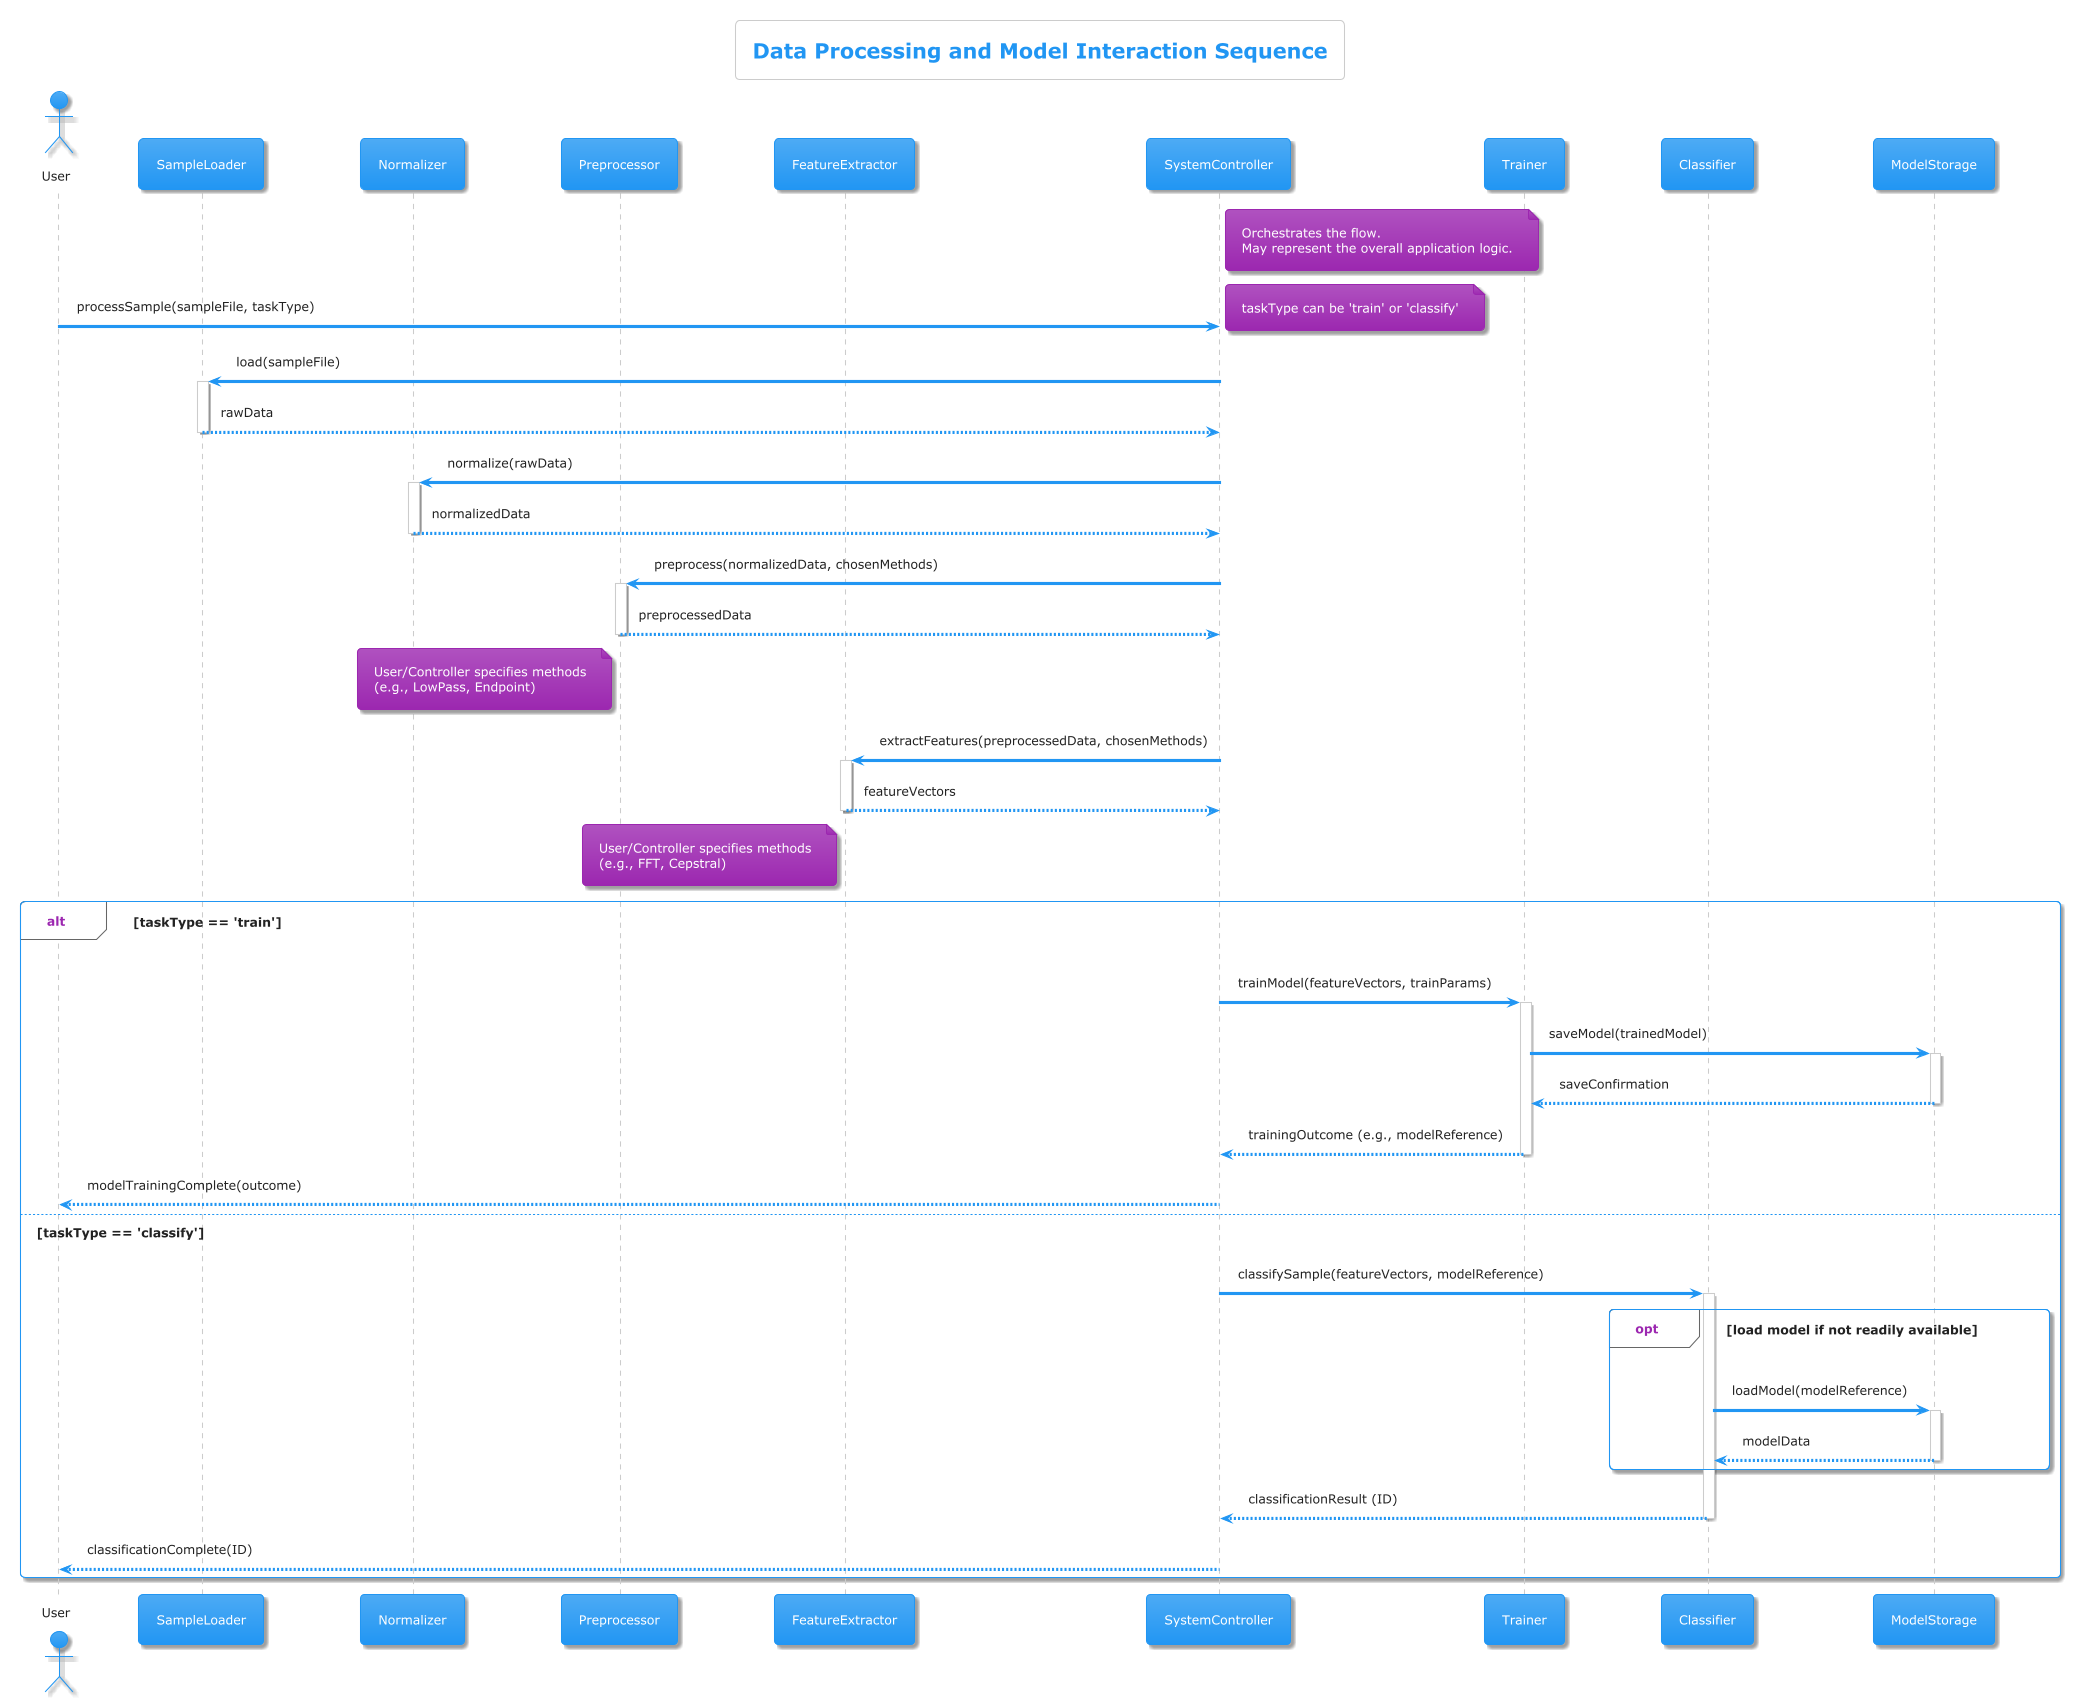 Data Processing and Model Interaction Sequence
User
SampleLoader
Normalizer
Preprocessor
FeatureExtractor
SystemController
Trainer
Classifier
ModelStorage
Orchestrates the flow.
May represent the overall application logic.
processSample(sampleFile, taskType)
taskType can be 'train' or 'classify'
load(sampleFile)
rawData
normalize(rawData)
normalizedData
preprocess(normalizedData, chosenMethods)
preprocessedData
User/Controller specifies methods
(e.g., LowPass, Endpoint)
extractFeatures(preprocessedData, chosenMethods)
featureVectors
User/Controller specifies methods
(e.g., FFT, Cepstral)
alt
[taskType == 'train']
trainModel(featureVectors, trainParams)
saveModel(trainedModel)
saveConfirmation
trainingOutcome (e.g., modelReference)
modelTrainingComplete(outcome)
[taskType == 'classify']
classifySample(featureVectors, modelReference)
opt
[load model if not readily available]
loadModel(modelReference)
modelData
classificationResult (ID)
classificationComplete(ID)
User
SampleLoader
Normalizer
Preprocessor
FeatureExtractor
SystemController
Trainer
Classifier
ModelStorage